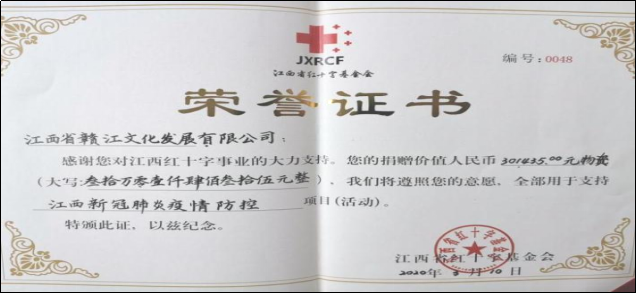 JXRCF
江西省红十字基金会
编号:0048
荣誉证书
江西省赣江文化发展有限公司:
感谢您对江西红十字事业的大力支持。您的捐赠价值人民币 301435.00元物资
(大写:叁拾万零壹仟肆佰叁拾伍元整),我们将遵照您的意愿,全部用于支持
江西新冠肺炎疫情防控 项目(活动)。
特颁此证,以兹纪念。
江西省红十字基金会
2020年3月10日